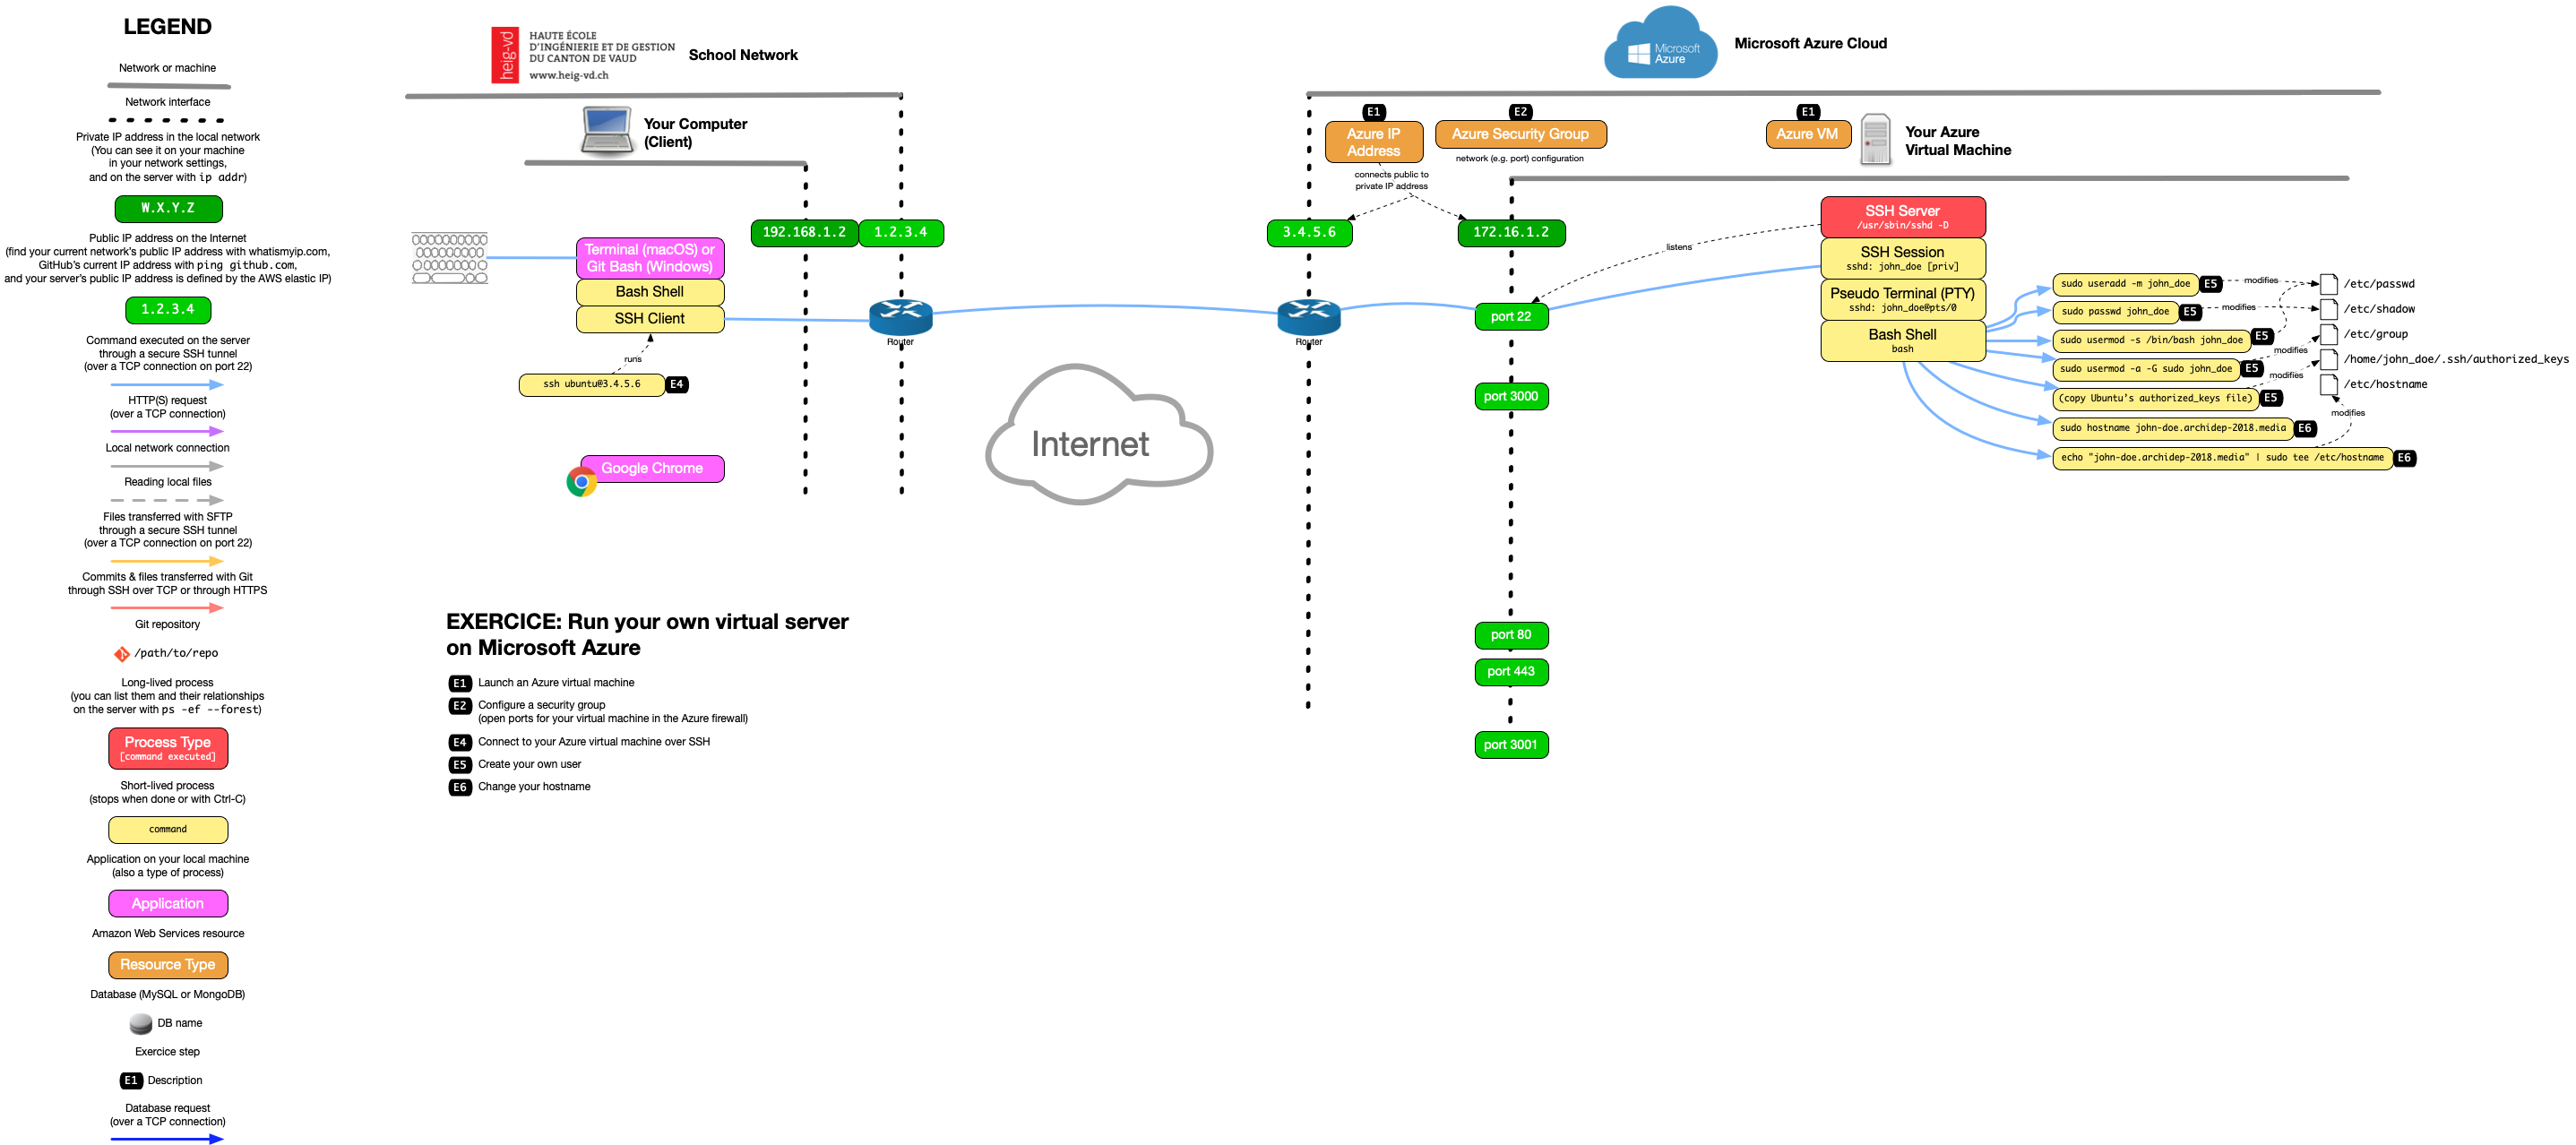 LEGEND
Network or machine
Network interface
Private IP address in the local network
(You can see it on your machine
in your network settings,
and on the server with ip addr)
W.X.Y.Z
Public IP address on the Internet
(find your current network's public IP address with whatismyip.com,
GitHub's current IP address with ping github.com,
and your server's public IP address is defined by the AWS elastic IP)
1.2.3.4
Command executed on the server
through a secure SSH tunnel
(over a TCP connection on port 22)
HTTP(S) request
(over a TCP connection)
Local network connection
Reading local files
Files transferred with SFTP
through a secure SSH tunnel
(over a TCP connection on port 22)
Commits & files transferred with Git
through SSH over TCP or through HTTPS
Git repository
/path/to/repo
Long-lived process
(you can list them and their relationships
on the server with ps -ef --forest)
Process Type
[command executed]
Short-lived process
(stops when done or with Ctrl-C)
command
Application on your local machine
(also a type of process)
Application
Amazon Web Services resource
Resource Type
Database (MySQL or MongoDB)
DB name
Exercice step
E1 Description
Database request
(over a TCP connection)
heig-vd
HAUTE ÉCOLE
D'INGÉNIERIE ET DE GESTION
DU CANTON DE VAUD
www.heig-vd.ch
School Network
Your Computer
(Client)
192.168.1.2
1.2.3.4
Terminal (macOS) or
Git Bash (Windows)
Bash Shell
SSH Client
runs
ssh ubuntu@3.4.5.6 E4
Google Chrome
Router
Internet
Microsoft
Azure
Microsoft Azure Cloud
E1
Azure IP
Address
connects public to
private IP address
E2
Azure Security Group
network (e.g. port) configuration
E1
Azure VM
Your Azure
Virtual Machine
3.4.5.6
172.16.1.2
Router
listens
port 22
port 3000
port 80
port 443
port 3001
SSH Server
/usr/sbin/sshd -D
SSH Session
sshd: john_doe [priv]
Pseudo Terminal (PTY)
sshd: john_doe@pts/0
Bash Shell
bash
sudo useradd -m john_doe E5
modifies
/etc/passwd
sudo passwd john_doe E5
modifies
/etc/shadow
sudo usermod -s /bin/bash john_doe E5
/etc/group
modifies
sudo usermod -a -G sudo john_doe E5
/home/john_doe/.ssh/authorized_keys
modifies
/etc/hostname
(copy Ubuntu's authorized_keys file) E5
modifies
sudo hostname john-doe.archidep-2018.media E6
echo "john-doe.archidep-2018.media" | sudo tee /etc/hostname E6
EXERCICE: Run your own virtual server
on Microsoft Azure
E1 Launch an Azure virtual machine
E2 Configure a security group
(open ports for your virtual machine in the Azure firewall)
E4 Connect to your Azure virtual machine over SSH
E5 Create your own user
E6 Change your hostname